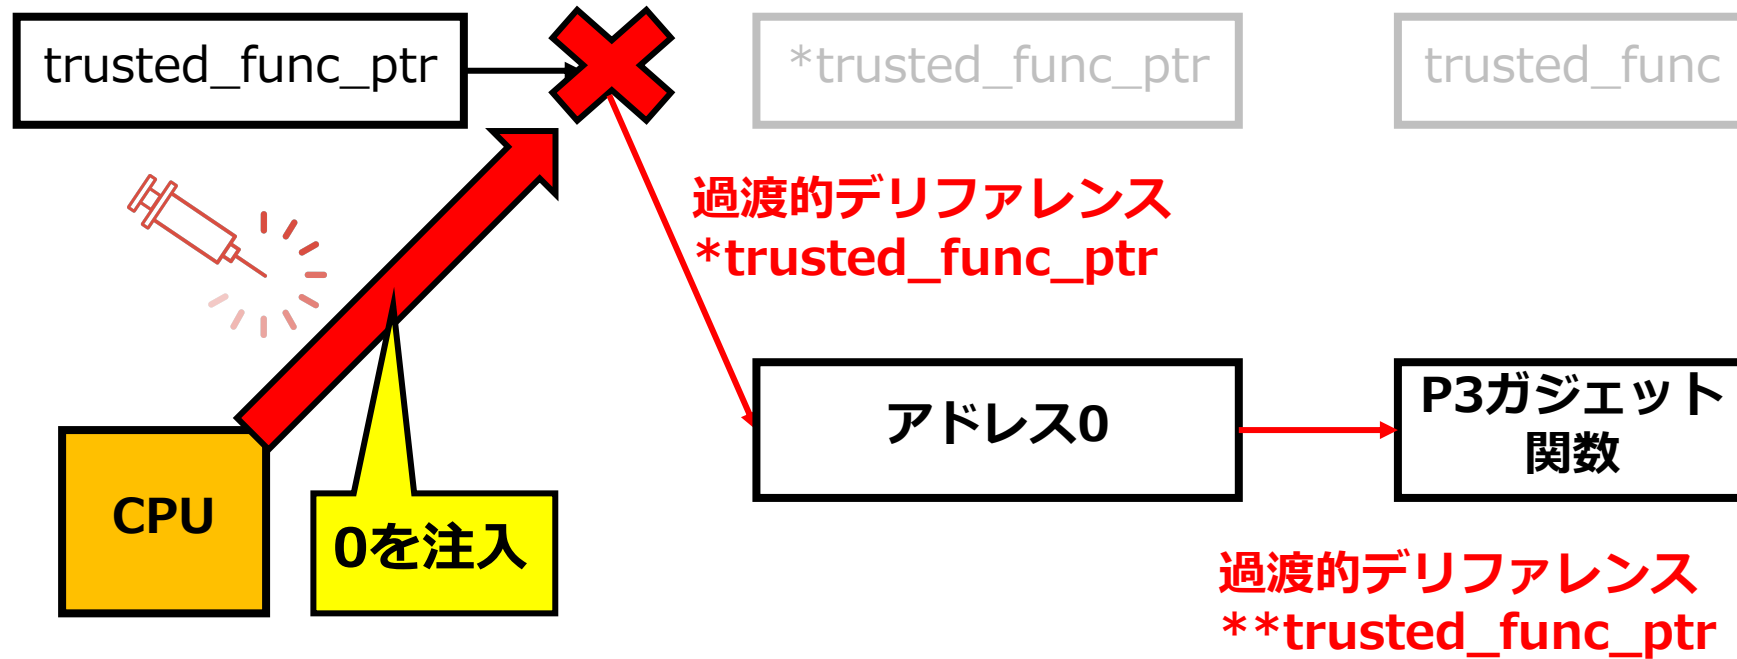 trusted_func_ptr
*trusted_func_ptr
trusted_func
過渡的デリファレンス
*trusted_func_ptr
アドレス0
P3ガジェット
関数
CPU
0を注入
過渡的デリファレンス
**trusted_func_ptr